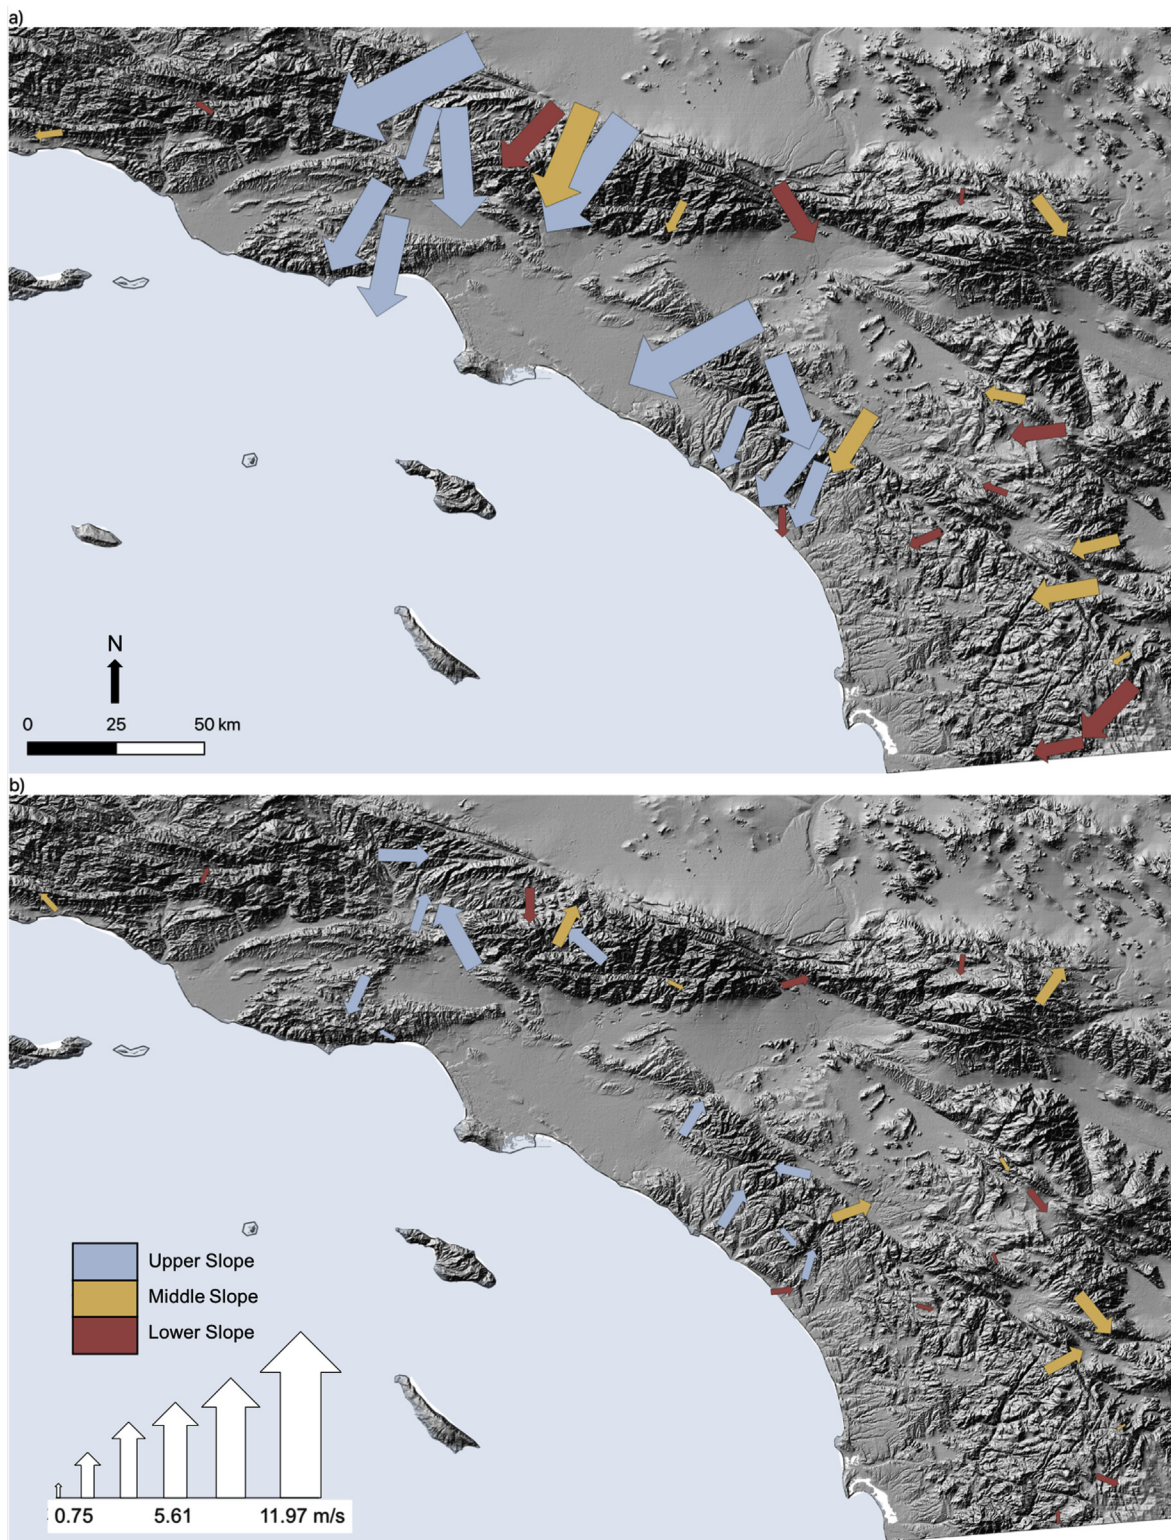 a)
N
0 25 50 km
b)
Upper Slope
Middle Slope
Lower Slope
0.75 5.61 11.97 m/s